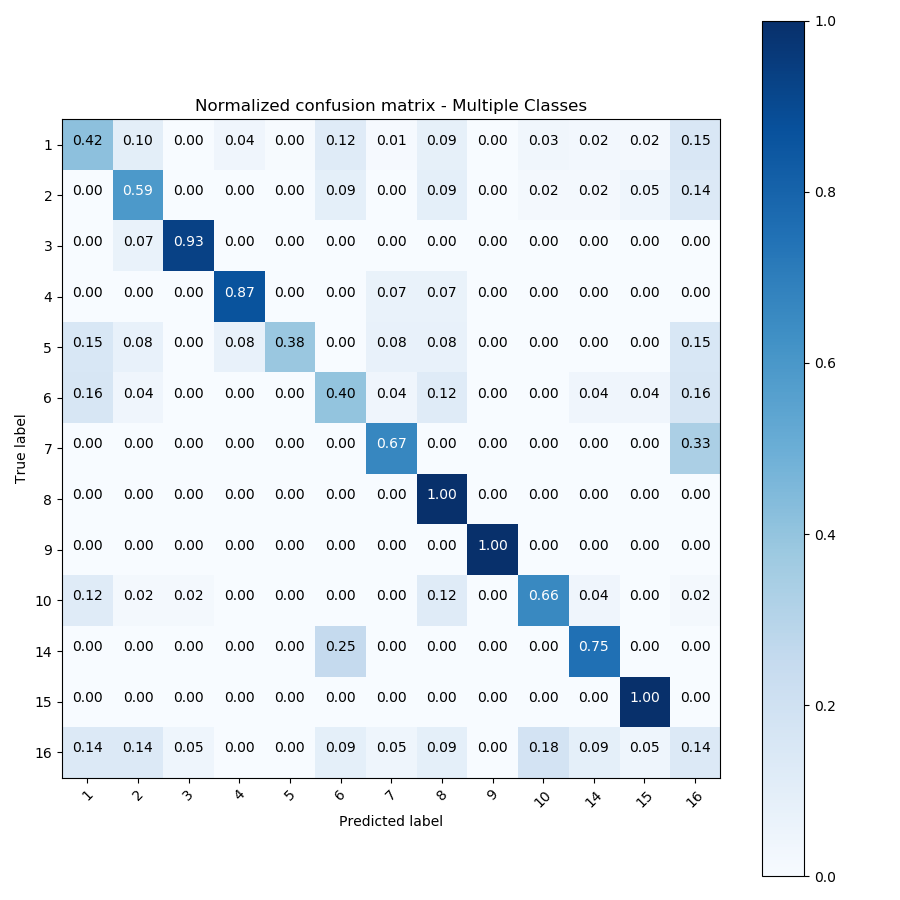 Normalized confusion matrix - Multiple Classes
1 0.42 0.10 0.00 0.04 0.00 0.12 0.01 0.09 0.00 0.03 0.02 0.02 0.15
2 0.00 0.59 0.00 0.00 0.00 0.09 0.00 0.09 0.00 0.02 0.02 0.05 0.14
3 0.00 0.07 0.93 0.00 0.00 0.00 0.00 0.00 0.00 0.00 0.00 0.00 0.00
4 0.00 0.00 0.00 0.87 0.00 0.00 0.07 0.07 0.00 0.00 0.00 0.00 0.00
5 0.15 0.08 0.00 0.08 0.38 0.00 0.08 0.08 0.00 0.00 0.00 0.00 0.15
6 0.16 0.04 0.00 0.00 0.00 0.40 0.04 0.12 0.00 0.00 0.04 0.04 0.16
7 0.00 0.00 0.00 0.00 0.00 0.00 0.67 0.00 0.00 0.00 0.00 0.00 0.33
8 0.00 0.00 0.00 0.00 0.00 0.00 0.00 1.00 0.00 0.00 0.00 0.00 0.00
9 0.00 0.00 0.00 0.00 0.00 0.00 0.00 0.00 1.00 0.00 0.00 0.00 0.00
10 0.12 0.02 0.02 0.00 0.00 0.00 0.00 0.12 0.00 0.66 0.04 0.00 0.02
14 0.00 0.00 0.00 0.00 0.00 0.25 0.00 0.00 0.00 0.00 0.75 0.00 0.00
15 0.00 0.00 0.00 0.00 0.00 0.00 0.00 0.00 0.00 0.00 0.00 1.00 0.00
16 0.14 0.14 0.05 0.00 0.00 0.09 0.05 0.09 0.00 0.18 0.09 0.05 0.14
1 2 3 4 5 6 7 8 9 10 14 15 16
Predicted label
True label
1.0
0.8
0.6
0.4
0.2
0.0